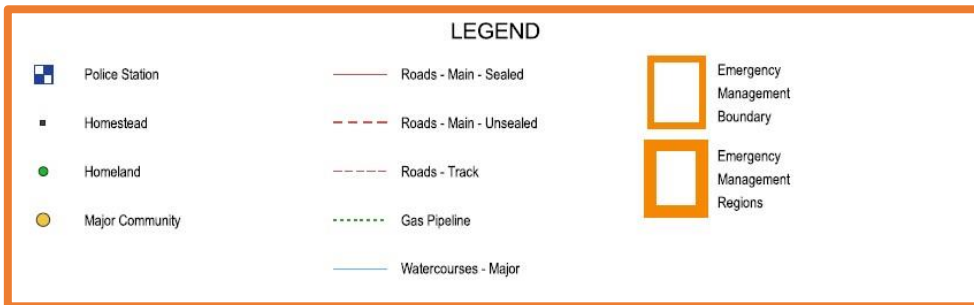 LEGEND
Police Station
Homestead
Homeland
Major Community
Roads - Main - Sealed
Roads - Main - Unsealed
Roads - Track
Gas Pipeline
Watercourses - Major
Emergency
Management
Boundary
Emergency
Management
Regions